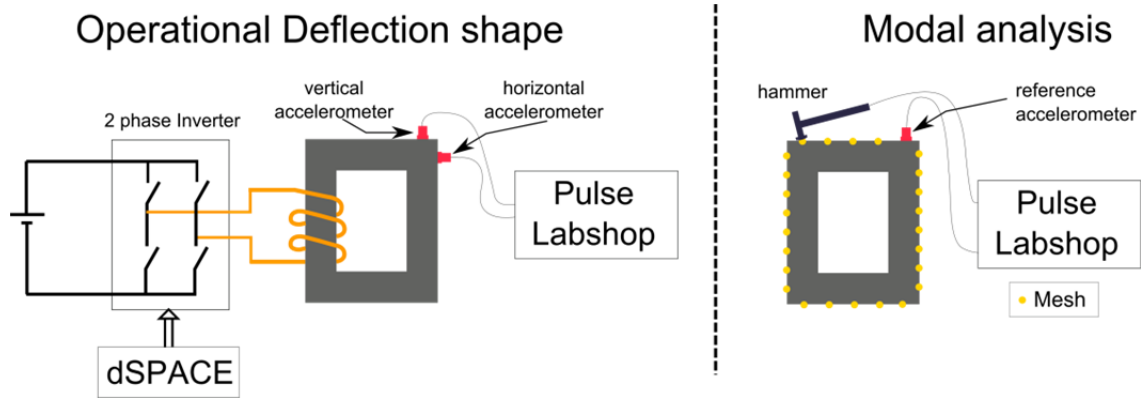 Operational Deflection shape
vertical
accelerometer
horizontal
accelerometer
2 phase Inverter
Pulse
Labshop
dSPACE
Modal analysis
hammer
reference
accelerometer
Pulse
Labshop
Mesh